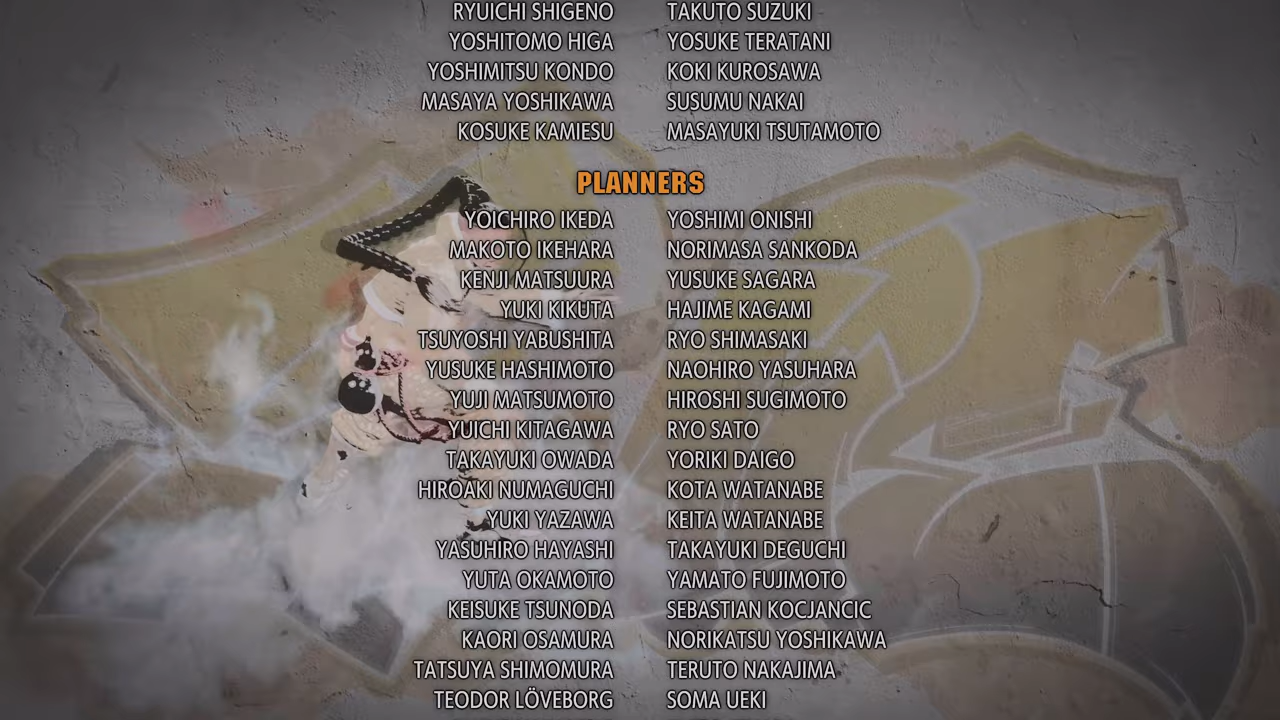 RYUICHI SHIGENO TAKUTO SUZUKI
YOSHITOMO HIGA YOSUKE TERATANI
YOSHIMITSU KONDO KOKI KUROSAWA
MASAYA YOSHIKAWA SUSUMU NAKAI
KOSUKE KAMIESU MASAYUKI TSUTAMOTO
PLANNERS
YOICHIRO IKEDA YOSHIMI ONISHI
MAKOTO IKEHARA NORIMASA SANKODA
KENJI MATSUURA YUSUKE SAGARA
YUKI KIKUTA HAJIME KAGAMI
TSUYOSHI YABUSHITA RYO SHIMASAKI
YUSUKE HASHIMOTO NAOHIRO YASUHARA
YUJI MATSUMOTO HIROSHI SUGIMOTO
YUICHI KITAGAWA RYO SATO
TAKAYUKI OWADA YORIKI DAIGO
HIROAKI NUMAGUCHI KOTA WATANABE
YUKI YAZAWA KEITA WATANABE
YASUHIRO HAYASHI TAKAYUKI DEGUCHI
YUTA OKAMOTO YAMATO FUJIMOTO
KEISUKE TSUNODA SEBASTIAN KOCJANCIC
KAORI OSAMURA NORIKATSU YOSHIKAWA
TATSUYA SHIMOMURA TERUTO NAKAJIMA
TEODOR LÖVEBORG SOMA UEKI